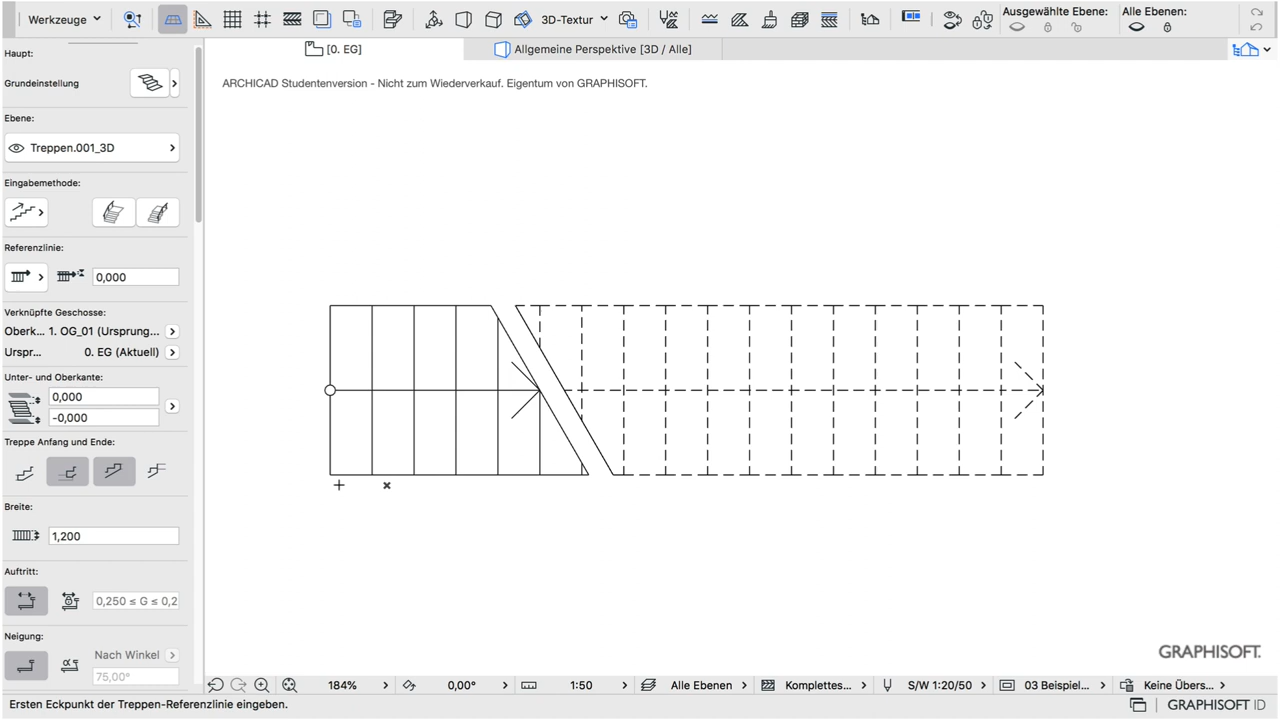 Werkzeuge
3D-Textur
Ausgewählte Ebene:
Alle Ebenen:
[0. EG]
Allgemeine Perspektive [3D / Alle]
Haupt:
Grundeinstellung
ARCHICAD Studentenversion - Nicht zum Wiederverkauf. Eigentum von GRAPHISOFT.
Ebene:
Treppen.001_3D
Eingabemethode:
Referenzlinie:
0,000
Verknüpfte Geschosse:
Oberk... 1. OG_01 (Ursprung...
Urspr... 0. EG (Aktuell)
Unter- und Oberkante:
0,000
-0,000
Treppe Anfang und Ende:
Breite:
1,200
Auftritt:
0,250 ≤ G ≤ 0,2
Neigung:
Nach Winkel
75,00°
GRAPHISOFT.
184%
0,00°
1:50
Alle Ebenen
Komplettes...
S/W 1:20/50
03 Beispiel...
Keine Übers...
Ersten Eckpunkt der Treppen-Referenzlinie eingeben.
GRAPHISOFT ID